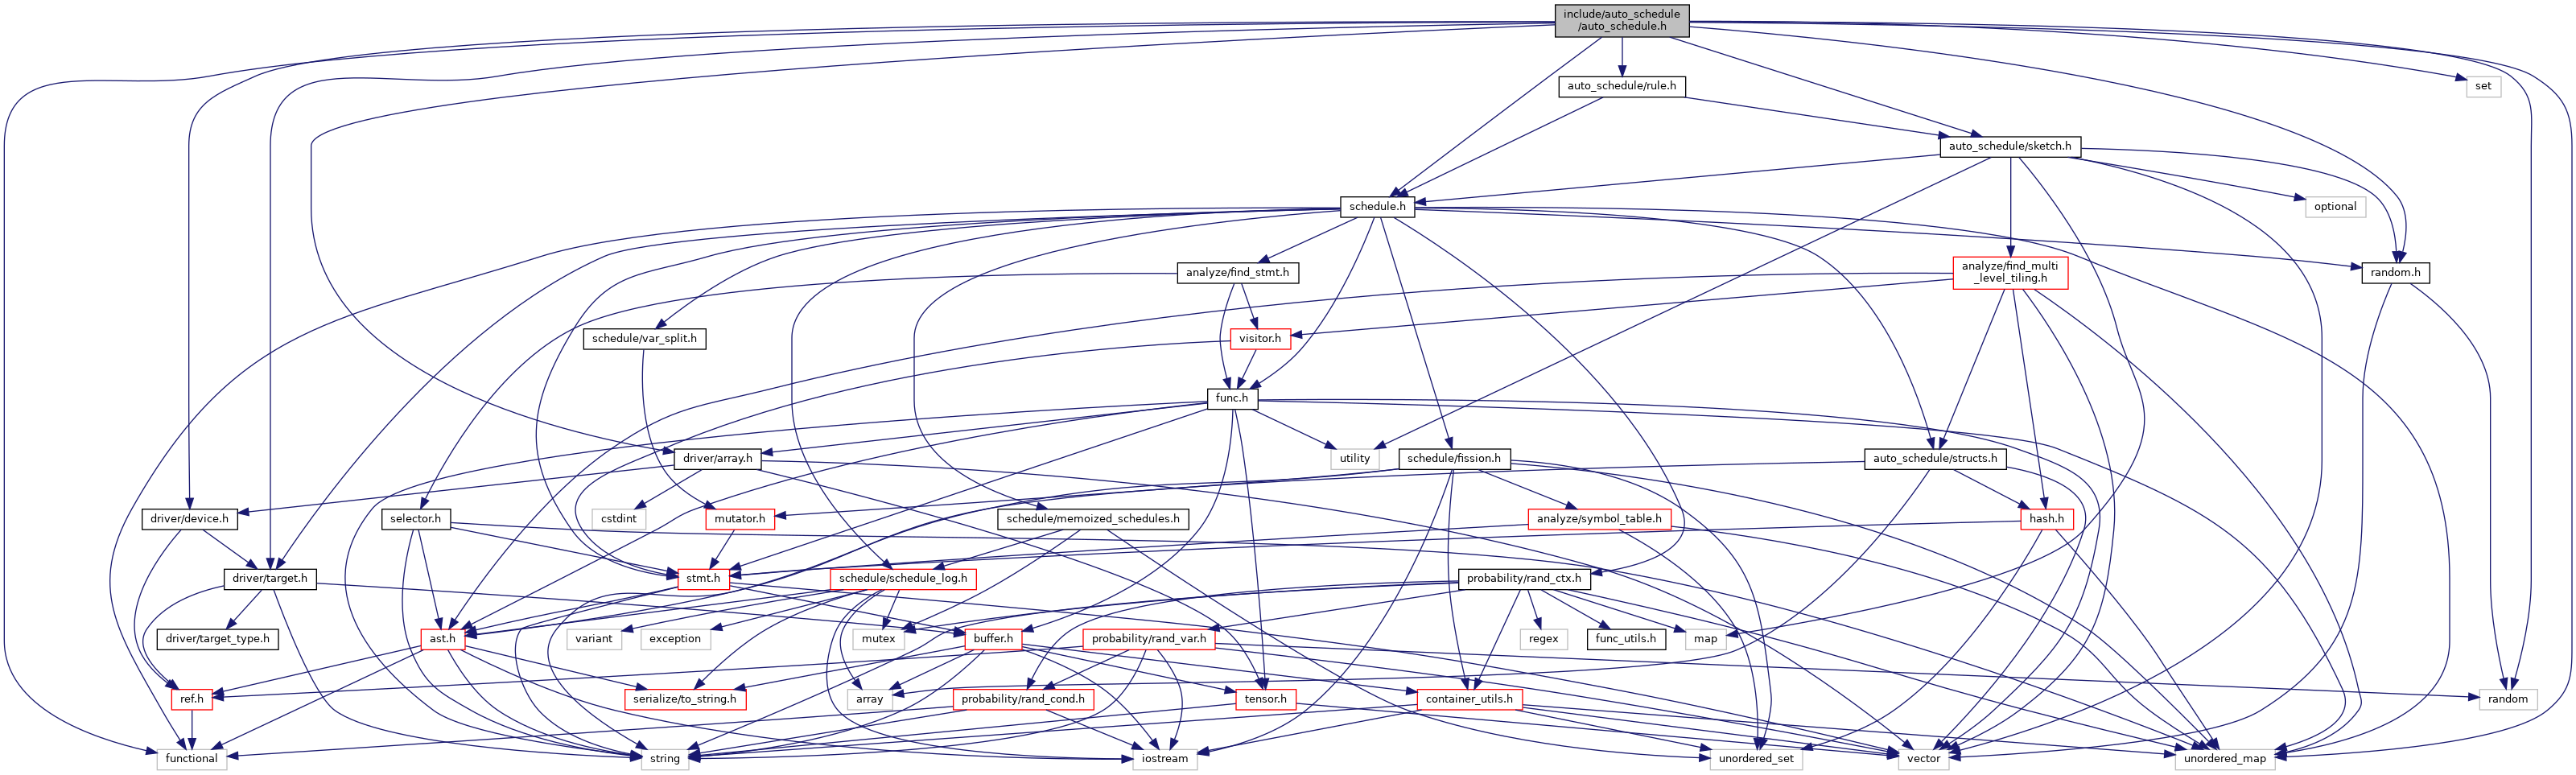 include/auto_schedule
/auto_schedule.h
auto_schedule/rule.h
set
auto_schedule/sketch.h
schedule.h
optional
analyze/find_stmt.h
analyze/find_multi
_level_tiling.h
random.h
schedule/var_split.h
visitor.h
func.h
driver/array.h
utility
schedule/fission.h
auto_schedule/structs.h
driver/device.h
selector.h
cstdint
mutator.h
schedule/memoized_schedules.h
analyze/symbol_table.h
hash.h
driver/target.h
stmt.h
schedule/schedule_log.h
probability/rand_ctx.h
driver/target_type.h
ast.h
variant
exception
mutex
buffer.h
probability/rand_var.h
regex
func_utils.h
map
ref.h
serialize/to_string.h
array
probability/rand_cond.h
tensor.h
container_utils.h
random
functional
string
iostream
unordered_set
vector
unordered_map